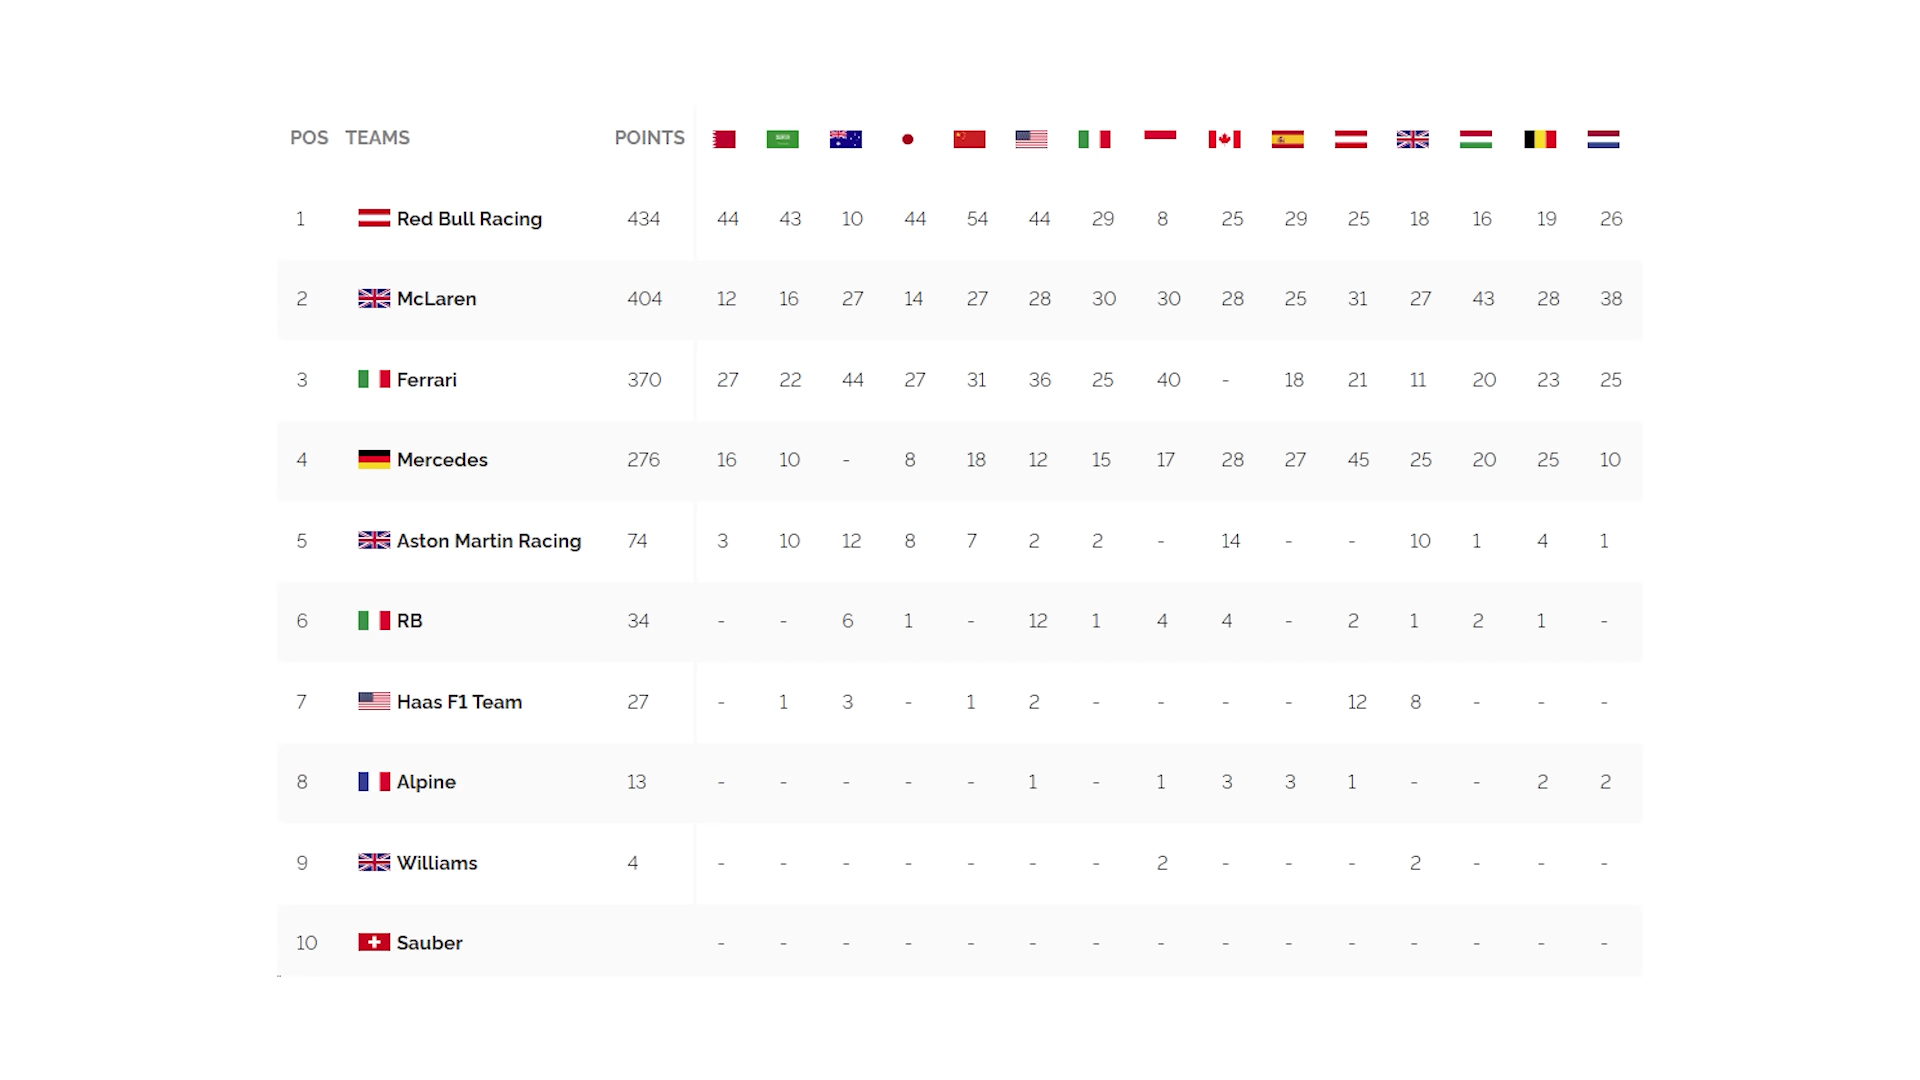 POS TEAMS POINTS
1 Red Bull Racing 434 44 43 10 44 54 44 29 8 25 29 25 18 16 19 26
2 McLaren 404 12 16 27 14 27 28 30 30 28 25 31 27 43 28 38
3 Ferrari 370 27 22 44 27 31 36 25 40 - 18 21 11 20 23 25
4 Mercedes 276 16 10 - 8 18 12 15 17 28 27 45 25 20 25 10
5 Aston Martin Racing 74 3 10 12 8 7 2 2 - 14 - - 10 1 4 1
6 RB 34 - - 6 1 - 12 1 4 4 - 2 1 2 1 -
7 Haas F1 Team 27 - 1 3 - 1 2 - - - - 12 8 - - -
8 Alpine 13 - - - - - 1 - 1 3 3 1 - - 2 2
9 Williams 4 - - - - - - - 2 - - - 2 - - -
10 Sauber - - - - - - - - - - - - - - -